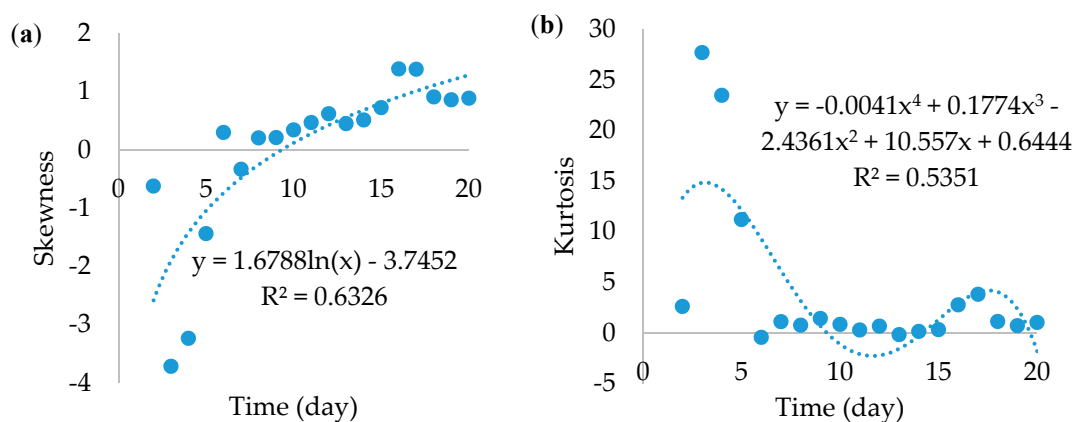 (a)
Skewness
2
1
0
-1
-2
-3
-4
0
5
10
15
20
y = 1.6788ln(x) - 3.7452
R² = 0.6326
Time (day)
(b)
Kurtosis
30
25
20
15
10
5
0
-5
0
5
10
15
20
y = -0.0041x⁴ + 0.1774x³ -
2.4361x² + 10.557x + 0.6444
R² = 0.5351
Time (day)